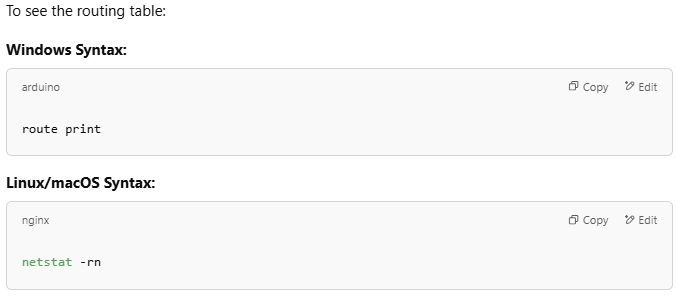 To see the routing table:
Windows Syntax:
arduino Copy Edit
route print
Linux/macOS Syntax:
nginx Copy Edit
netstat -rn